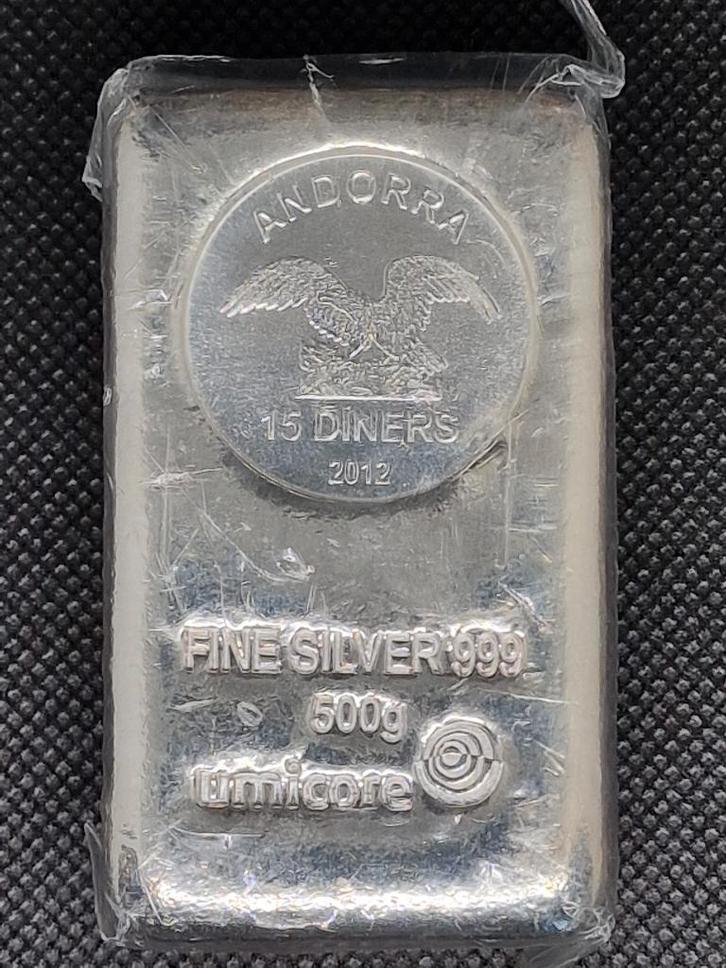 ANDORRA
15 DINERS
2012
FINE SILVER 999
500g
umicore